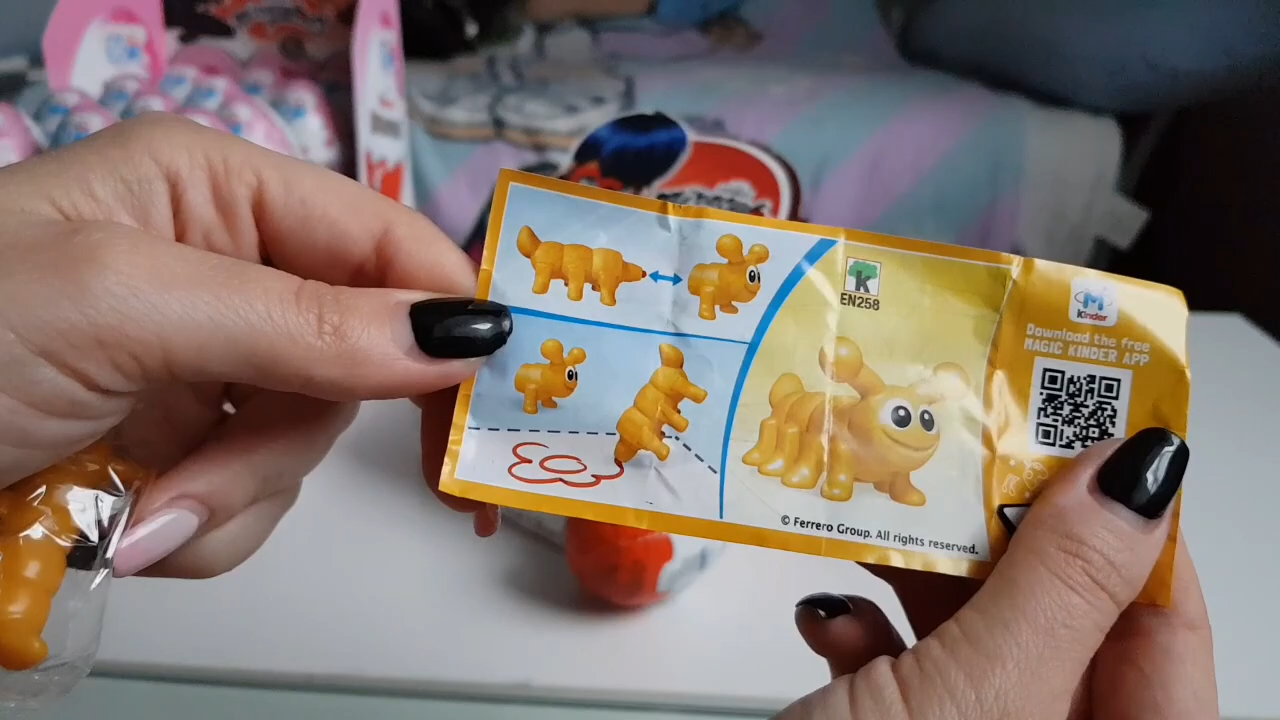 K
EN258
© Ferrero Group. All rights reserved.
Kinder
Download the free
MAGIC KINDER APP